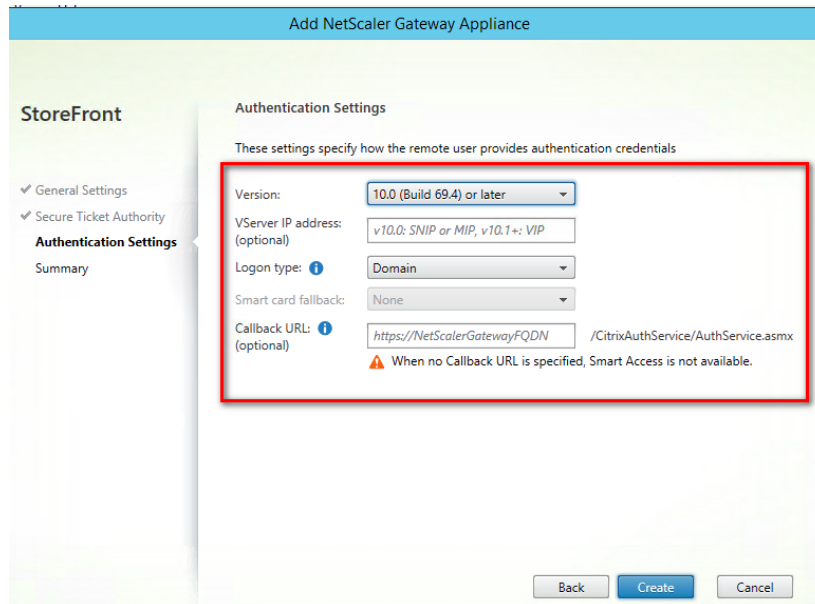 Add NetScaler Gateway Appliance
StoreFront
General Settings
Secure Ticket Authority
Authentication Settings
Summary
Authentication Settings
These settings specify how the remote user provides authentication credentials
Version:
10.0 (Build 69.4) or later
VServer IP address:
(optional)
v10.0: SNIP or MIP, v10.1+: VIP
Logon type:
Domain
Smart card fallback:
None
Callback URL:
(optional)
https://NetScalerGatewayFQDN /CitrixAuthService/AuthService.asmx
When no Callback URL is specified, Smart Access is not available.
Back Create Cancel